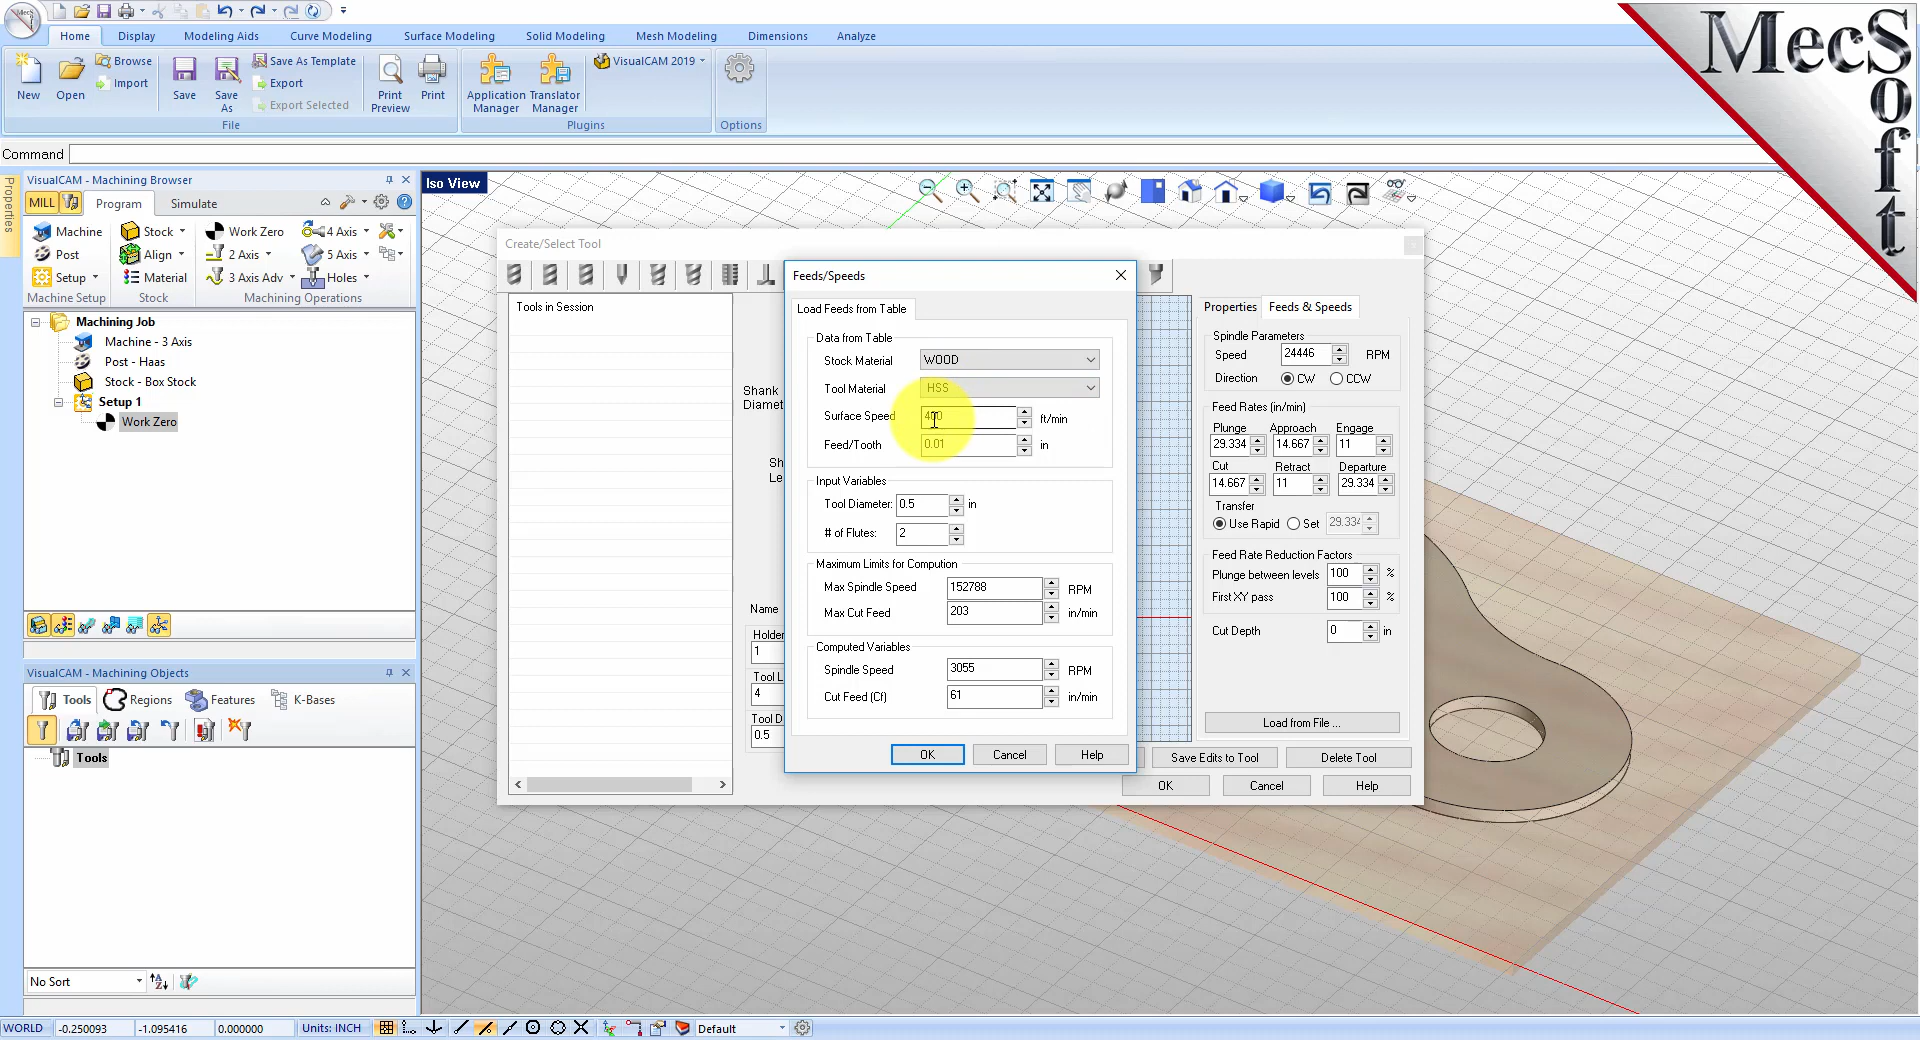 MecSoft
Home Display Modeling Aids Curve Modeling Surface Modeling Solid Modeling Mesh Modeling Dimensions Analyze
New Open Browse Import Save Save As Save As Template Export Export Selected Print Preview Print Application Manager Translator Manager VisualCAM 2019
File Plugins Options
Command
Properties
VisualCAM - Machining Browser
MILL Program Simulate
Machine Stock Work Zero 4 Axis
Post Align 2 Axis 5 Axis
Setup Material 3 Axis Adv Holes
Machine Setup Stock Machining Operations
Machining Job
Machine - 3 Axis
Post - Haas
Stock - Box Stock
Setup 1
Work Zero
VisualCAM - Machining Objects
Tools Regions Features K-Bases
Tools
No Sort
Iso View
Create/Select Tool
Tools in Session
Shank
Diamet
Sh
Le
Name
Holder
1
Tool L
4
Tool D
0.5
Feeds/Speeds
Load Feeds from Table
Data from Table
Stock Material WOOD
Tool Material HSS
Surface Speed 400 ft/min
Feed/Tooth 0.01 in
Input Variables
Tool Diameter: 0.5 in
# of Flutes: 2
Maximum Limits for Compution
Max Spindle Speed 152788 RPM
Max Cut Feed 203 in/min
Computed Variables
Spindle Speed 3055 RPM
Cut Feed (Cf) 61 in/min
OK Cancel Help
Properties Feeds & Speeds
Spindle Parameters
Speed 24446 RPM
Direction CW CCW
Feed Rates (in/min)
Plunge Approach Engage
29.334 14.667 11
Cut Retract Departure
14.667 11 29.334
Transfer
Use Rapid Set 29.334
Feed Rate Reduction Factors
Plunge between levels 100 %
First XY pass 100 %
Cut Depth 0 in
Load from File ...
Save Edits to Tool Delete Tool
OK Cancel Help
WORLD -0.250093 -1.095416 0.000000 Units: INCH Default